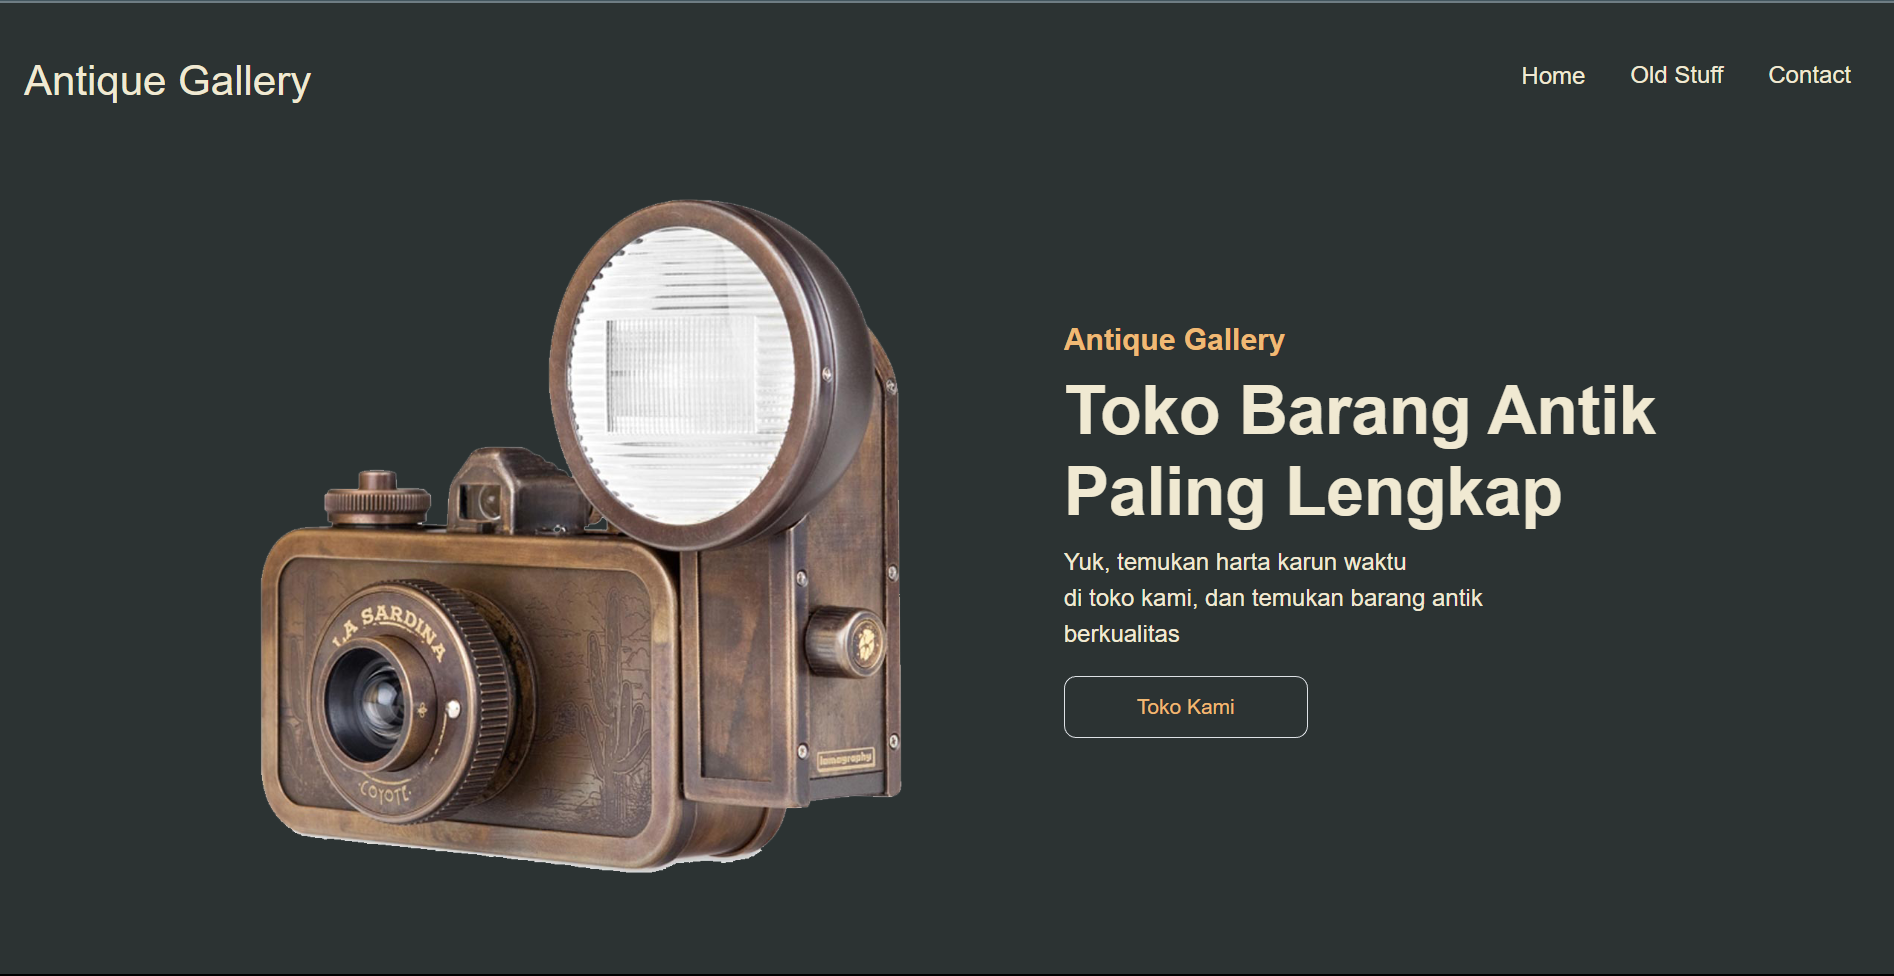 Antique Gallery
Home
Old Stuff
Contact
Antique Gallery
Toko Barang Antik
Paling Lengkap
Yuk, temukan harta karun waktu
di toko kami, dan temukan barang antik
berkualitas
Toko Kami
LA SARDINA
COYOTE
lomography